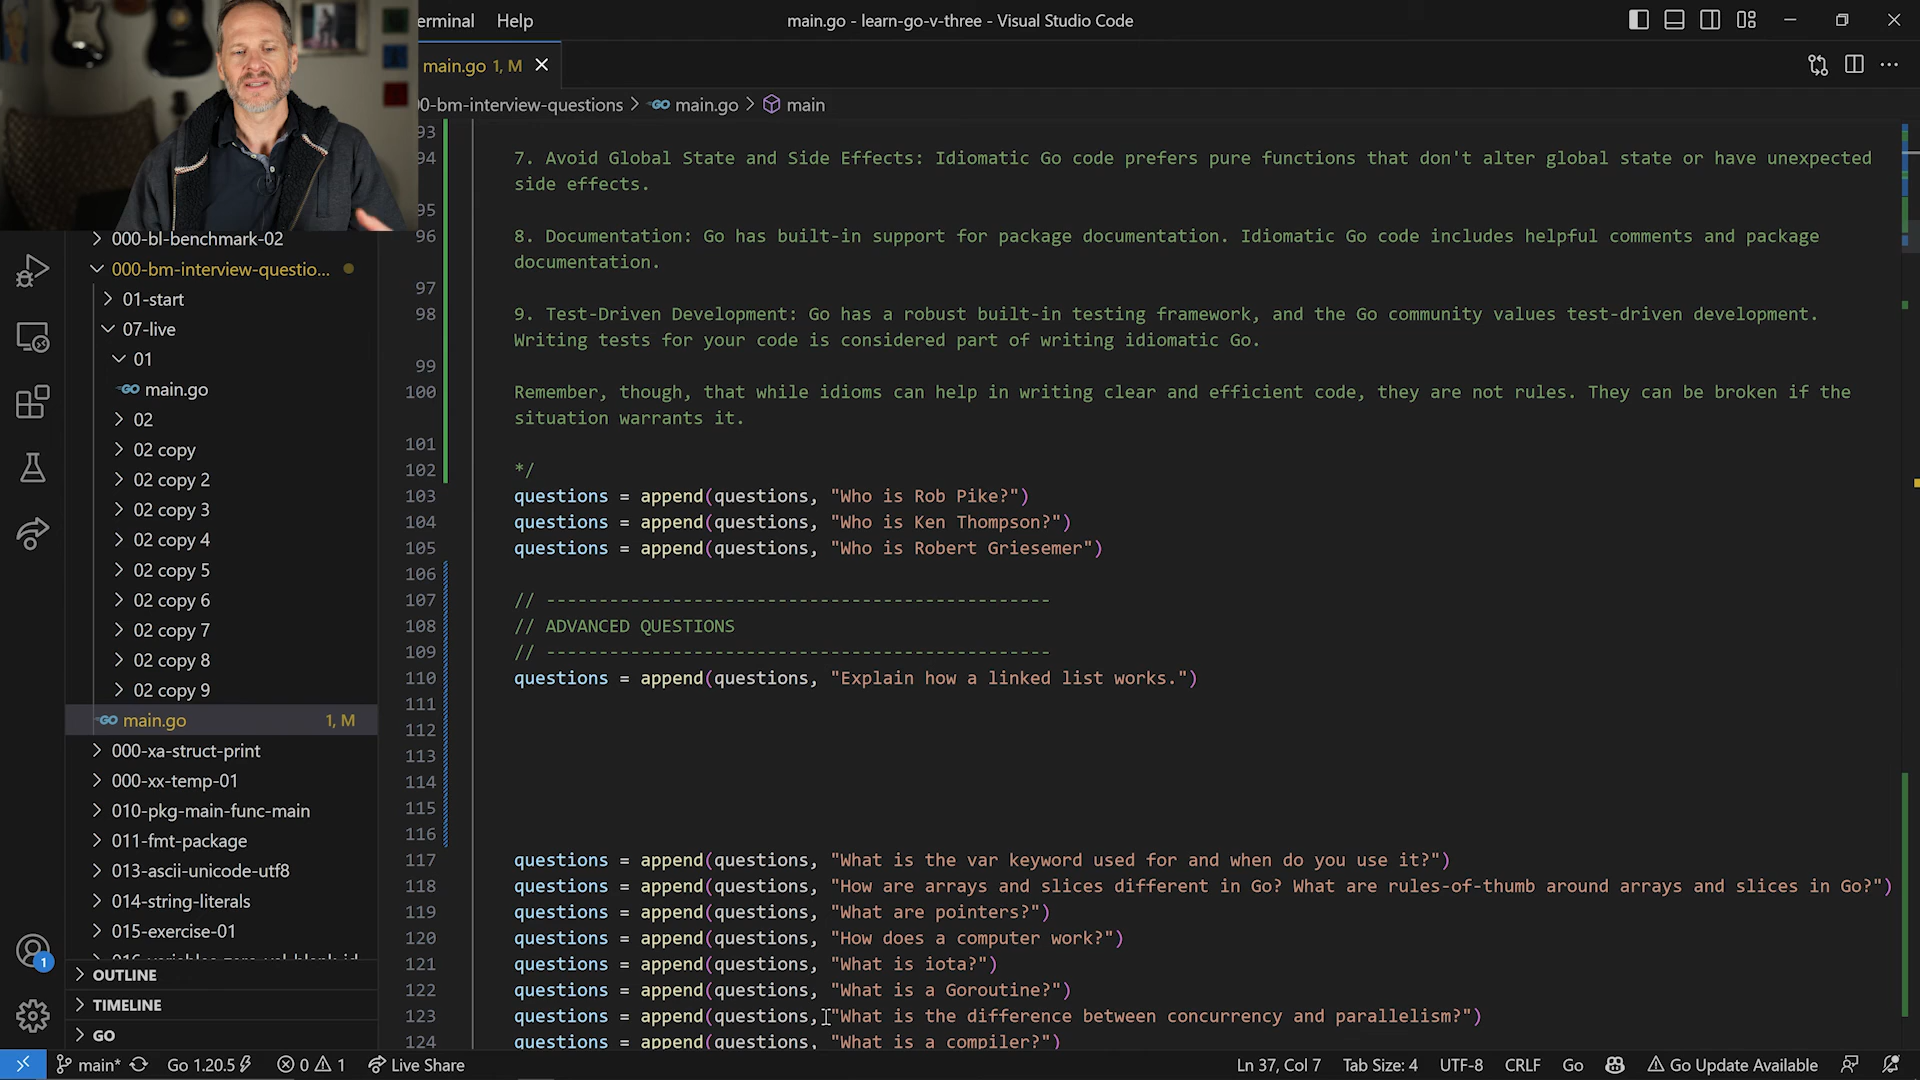 erminal Help main.go - learn-go-v-three - Visual Studio Code
main.go 1, M
0-bm-interview-questions > GO main.go > main
93
94 7. Avoid Global State and Side Effects: Idiomatic Go code prefers pure functions that don't alter global state or have unexpected
side effects.
95
96 8. Documentation: Go has built-in support for package documentation. Idiomatic Go code includes helpful comments and package
documentation.
97
98 9. Test-Driven Development: Go has a robust built-in testing framework, and the Go community values test-driven development.
Writing tests for your code is considered part of writing idiomatic Go.
99
100 Remember, though, that while idioms can help in writing clear and efficient code, they are not rules. They can be broken if the
situation warrants it.
101
102 */
103 questions = append(questions, "Who is Rob Pike?")
104 questions = append(questions, "Who is Ken Thompson?")
105 questions = append(questions, "Who is Robert Griesemer")
106
107 // ------------------------------------------------
108 // ADVANCED QUESTIONS
109 // ------------------------------------------------
110 questions = append(questions, "Explain how a linked list works.")
111
112
113
114
115
116
117 questions = append(questions, "What is the var keyword used for and when do you use it?")
118 questions = append(questions, "How are arrays and slices different in Go? What are rules-of-thumb around arrays and slices in Go?")
119 questions = append(questions, "What are pointers?")
120 questions = append(questions, "How does a computer work?")
121 questions = append(questions, "What is iota?")
122 questions = append(questions, "What is a Goroutine?")
123 questions = append(questions, "What is the difference between concurrency and parallelism?")
124 questions = append(questions, "What is a compiler?")
000-bl-benchmark-02
000-bm-interview-questio...
01-start
07-live
01
GO main.go
02
02 copy
02 copy 2
02 copy 3
02 copy 4
02 copy 5
02 copy 6
02 copy 7
02 copy 8
02 copy 9
GO main.go 1, M
000-xa-struct-print
000-xx-temp-01
010-pkg-main-func-main
011-fmt-package
013-ascii-unicode-utf8
014-string-literals
015-exercise-01
OUTLINE
TIMELINE
GO
1
main* Go 1.20.5 0 1 Live Share Ln 37, Col 7 Tab Size: 4 UTF-8 CRLF Go Go Update Available